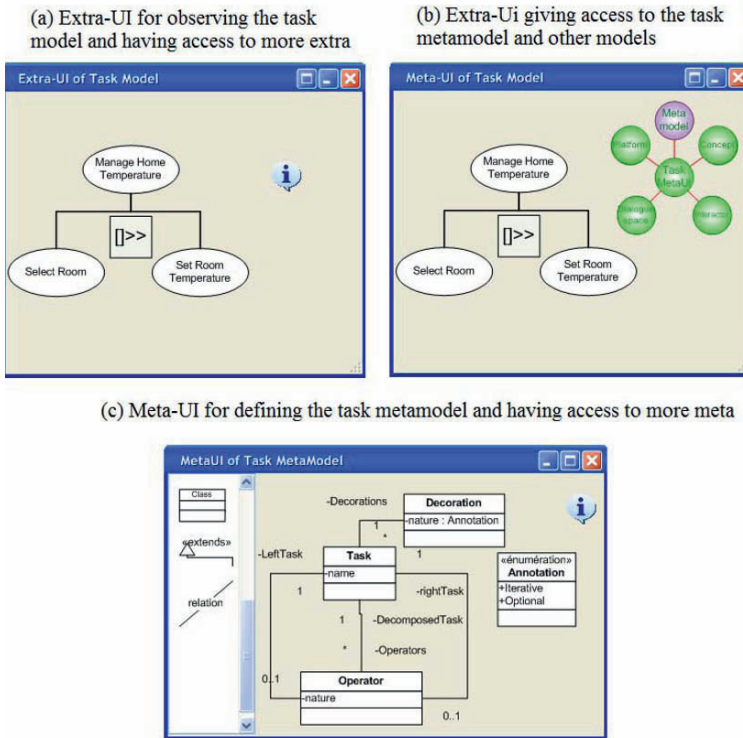 (a) Extra-UI for observing the task
model and having access to more extra
(b) Extra-Ui giving access to the task
metamodel and other models
Extra-UI of Task Model
Manage Home
Temperature
[]>>
Select Room
Set Room
Temperature
i
Meta-UI of Task Model
Meta
model
Platform
Concept
Task
MetaUI
Dialogue
space
Manage Home
Temperature
[]>>
Select Room
Set Room
Temperature
(c) Meta-UI for defining the task metamodel and having access to more meta
MetaUI of Task MetaModel
Class
«extends»
relation
-Decorations
1
*
Decoration
-nature : Annotation
1
i
-LeftTask
1
Task
-name
-rightTask
«énumération»
Annotation
+Iterative
+Optional
1
-DecomposedTask
*
-Operators
0..1
Operator
-nature
0..1